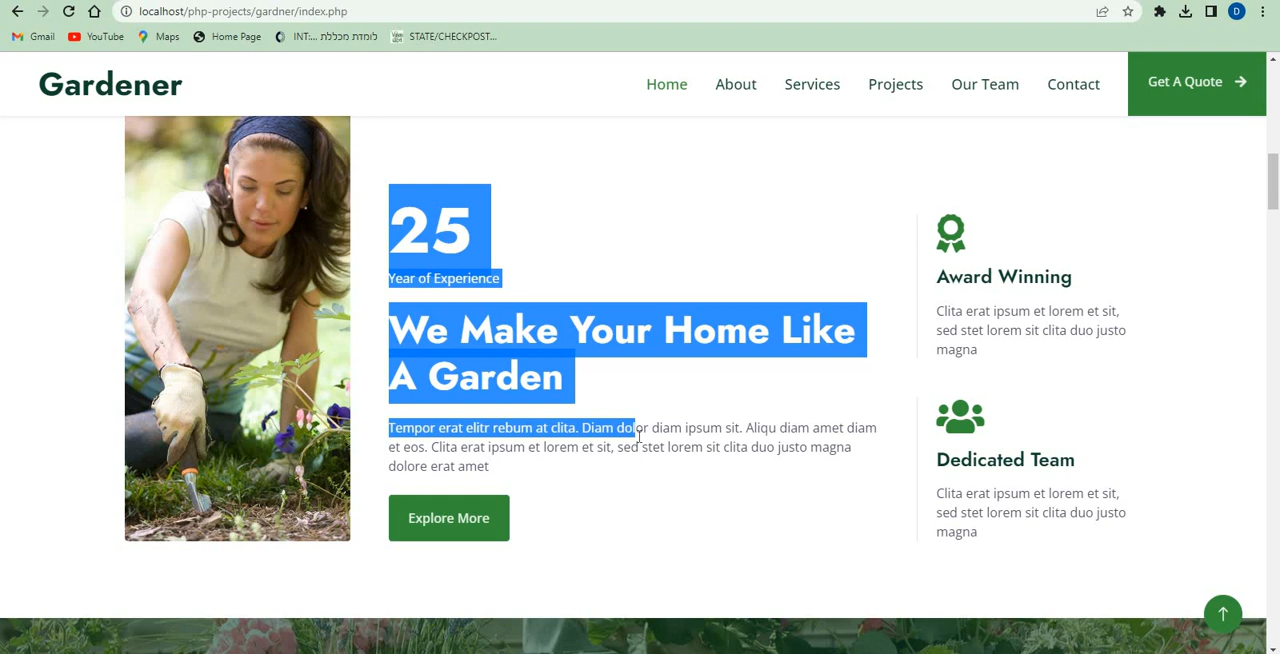 localhost/php-projects/gardner/index.php
D
Gmail
YouTube
Maps
Home Page
INT:... לומדת מכללת
STATE/CHECKPOST...
Gardener
Home
About
Services
Projects
Our Team
Contact
Get A Quote
25
Year of Experience
We Make Your Home Like
A Garden
Tempor erat elitr rebum at clita. Diam dolor diam ipsum sit. Aliqu diam amet diam
et eos. Clita erat ipsum et lorem et sit, sed stet lorem sit clita duo justo magna
dolore erat amet
Explore More
Award Winning
Clita erat ipsum et lorem et sit,
sed stet lorem sit clita duo justo
magna
Dedicated Team
Clita erat ipsum et lorem et sit,
sed stet lorem sit clita duo justo
magna